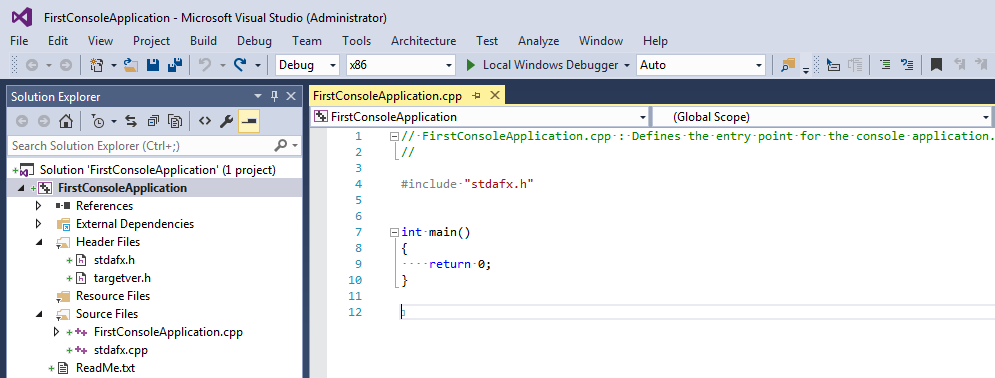 FirstConsoleApplication - Microsoft Visual Studio (Administrator)
File Edit View Project Build Debug Team Tools Architecture Test Analyze Window Help
Debug x86 Local Windows Debugger Auto
Solution Explorer
Search Solution Explorer (Ctrl+;)
Solution 'FirstConsoleApplication' (1 project)
FirstConsoleApplication
References
External Dependencies
Header Files
stdafx.h
targetver.h
Resource Files
Source Files
FirstConsoleApplication.cpp
stdafx.cpp
ReadMe.txt
FirstConsoleApplication.cpp
FirstConsoleApplication (Global Scope)
1 // FirstConsoleApplication.cpp : Defines the entry point for the console application.
2 //
3
4 #include "stdafx.h"
5
6
7 int main()
8 {
9 return 0;
10 }
11
12